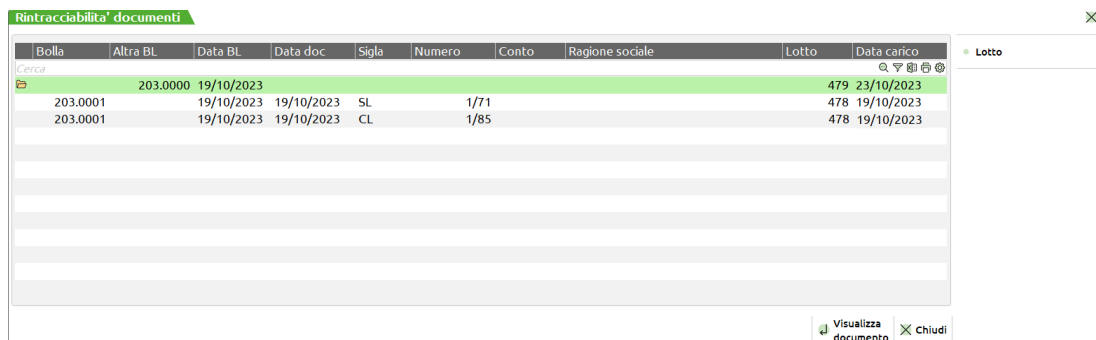 Rintracciabilita' documenti
Bolla Altra BL Data BL Data doc Sigla Numero Conto Ragione sociale Lotto Data carico
Lotto
Cerca
203.0000 19/10/2023 479 23/10/2023
203.0001 19/10/2023 19/10/2023 SL 1/71 478 19/10/2023
203.0001 19/10/2023 19/10/2023 CL 1/85 478 19/10/2023
Visualizza
documento
Chiudi